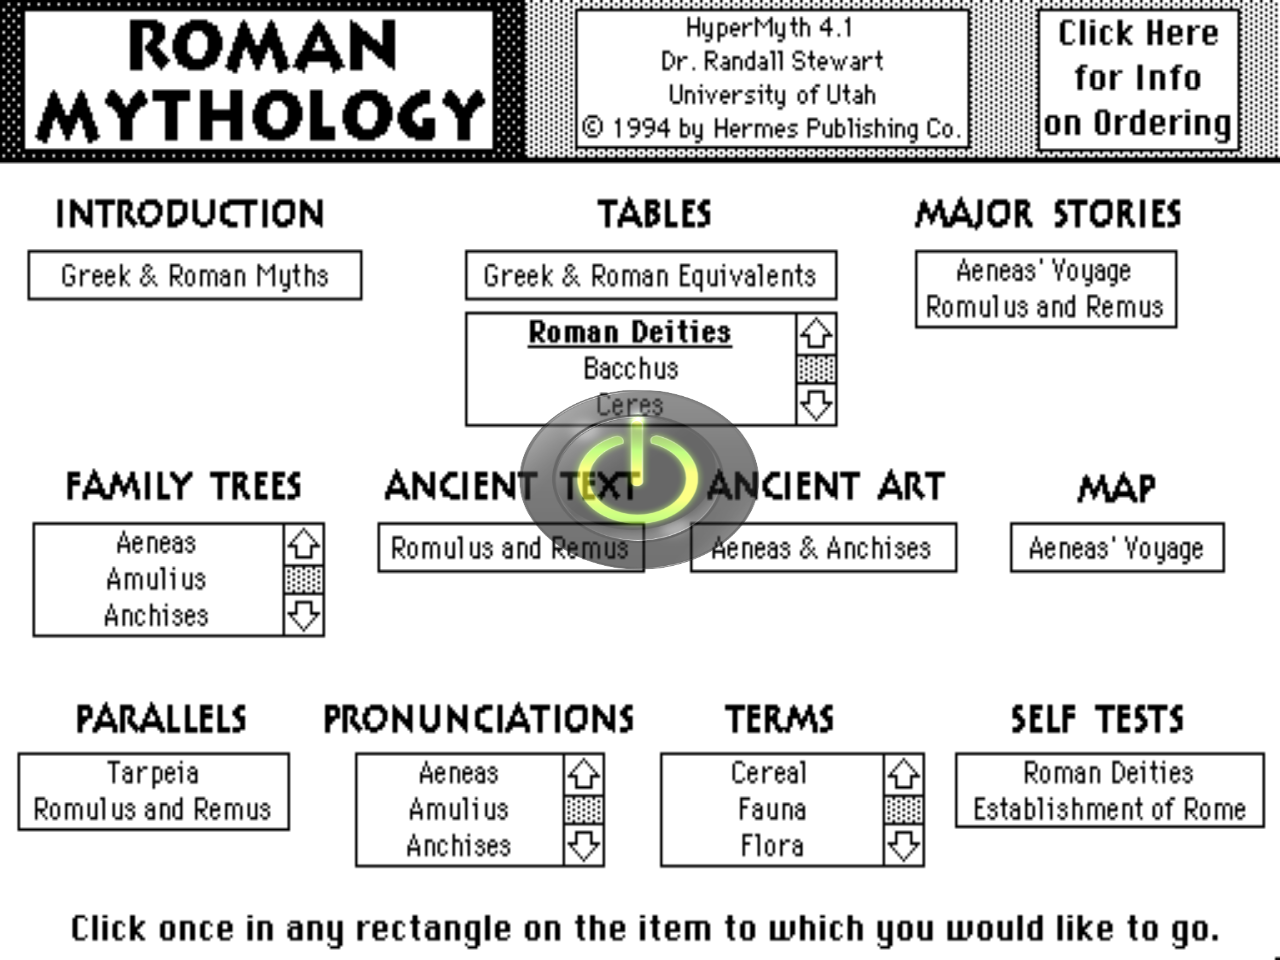 ROMAN
MYTHOLOGY
HyperMyth 4.1
Dr. Randall Stewart
University of Utah
© 1994 by Hermes Publishing Co.
Click Here
for Info
on Ordering
INTRODUCTION
Greek & Roman Myths
TABLES
Greek & Roman Equivalents
Roman Deities
Bacchus
Ceres
MAJOR STORIES
Aeneas' Voyage
Romulus and Remus
FAMILY TREES
Aeneas
Amulius
Anchises
ANCIENT TEXT
Romulus and Remus
ANCIENT ART
Aeneas & Anchises
MAP
Aeneas' Voyage
PARALLELS
Tarpeia
Romulus and Remus
PRONUNCIATIONS
Aeneas
Amulius
Anchises
TERMS
Cereal
Fauna
Flora
SELF TESTS
Roman Deities
Establishment of Rome
Click once in any rectangle on the item to which you would like to go.